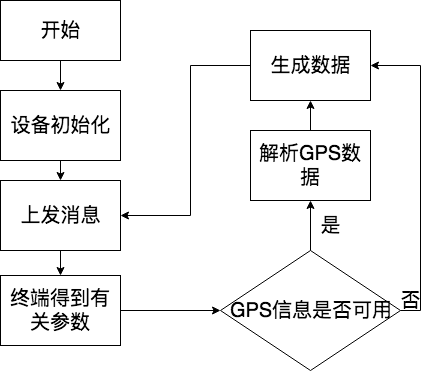 开始
设备初始化
上发消息
终端得到有
关参数
生成数据
解析GPS数
据
是
GPS信息是否可用
否